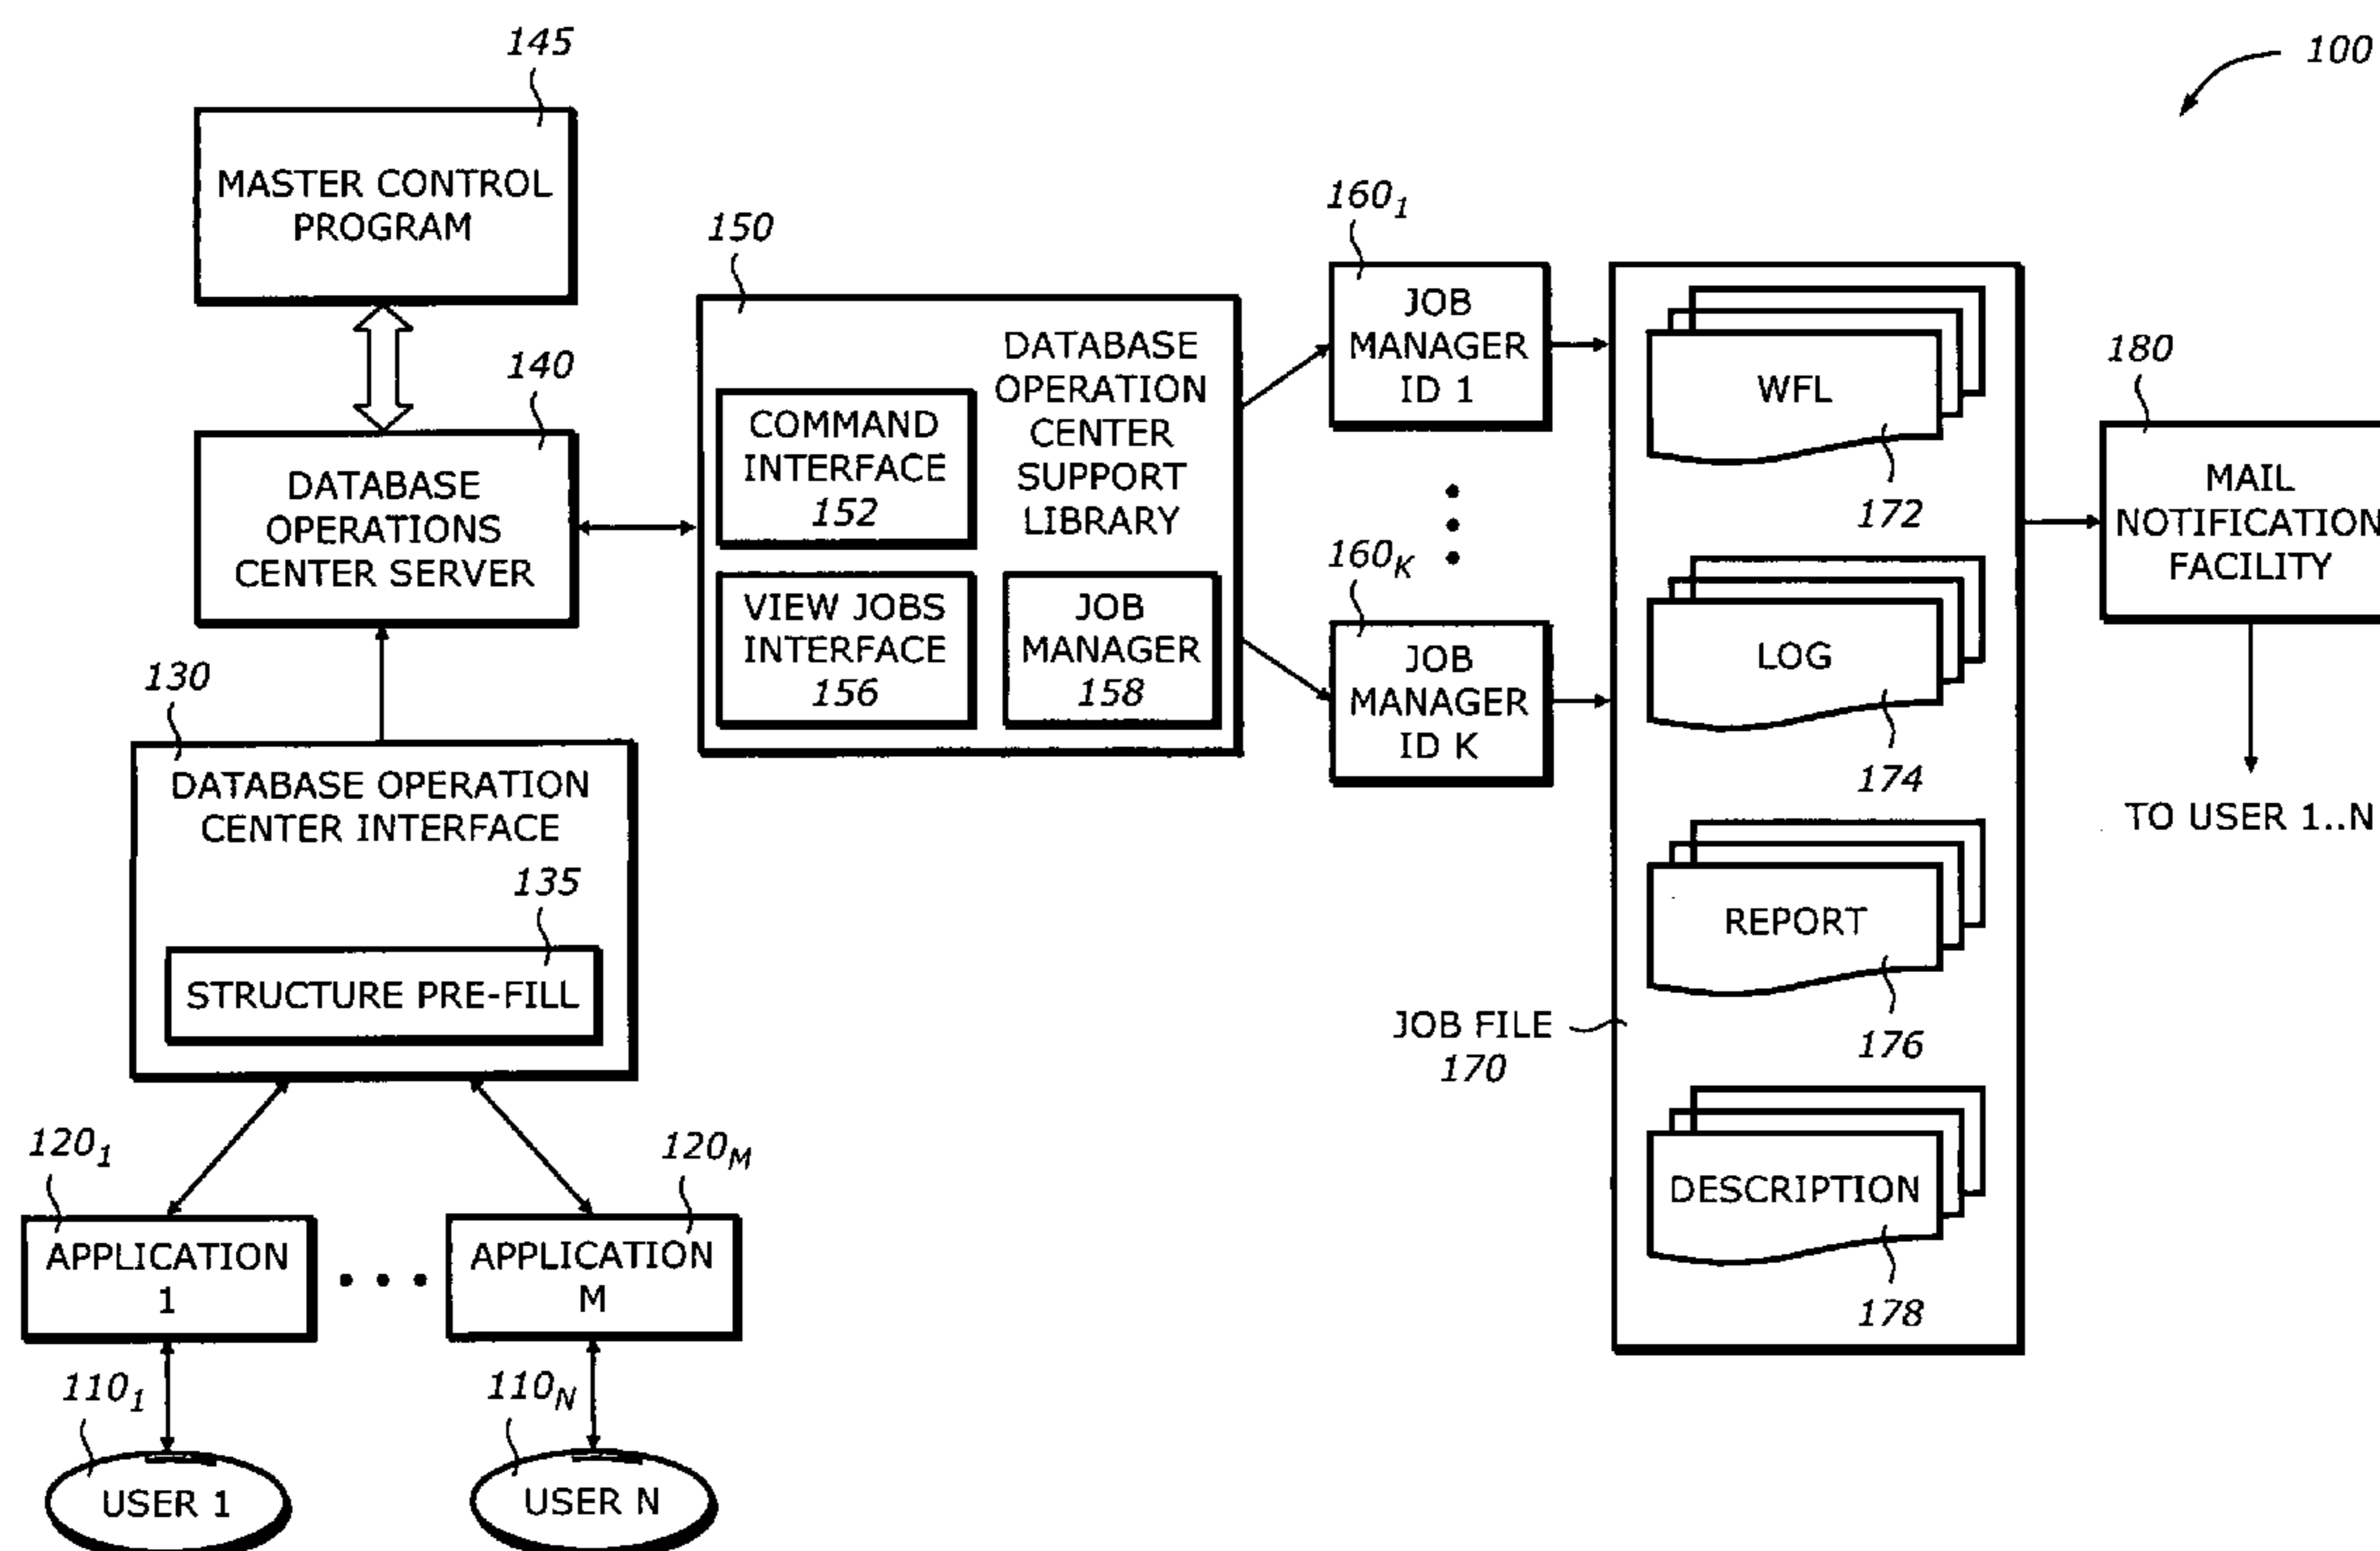 145
100
MASTER CONTROL
PROGRAM
150
160₁
140
DATABASE
OPERATIONS
CENTER SERVER
DATABASE
OPERATION
CENTER
SUPPORT
LIBRARY
COMMAND
INTERFACE
152
VIEW JOBS
INTERFACE
156
JOB
MANAGER
158
JOB
MANAGER
ID 1
160K
JOB
MANAGER
ID K
WFL
172
LOG
174
REPORT
176
DESCRIPTION
178
JOB FILE
170
180
MAIL
NOTIFICATION
FACILITY
TO USER 1..N
130
DATABASE OPERATION
CENTER INTERFACE
135
STRUCTURE PRE-FILL
120₁
APPLICATION
1
120M
APPLICATION
M
110₁
USER 1
110N
USER N